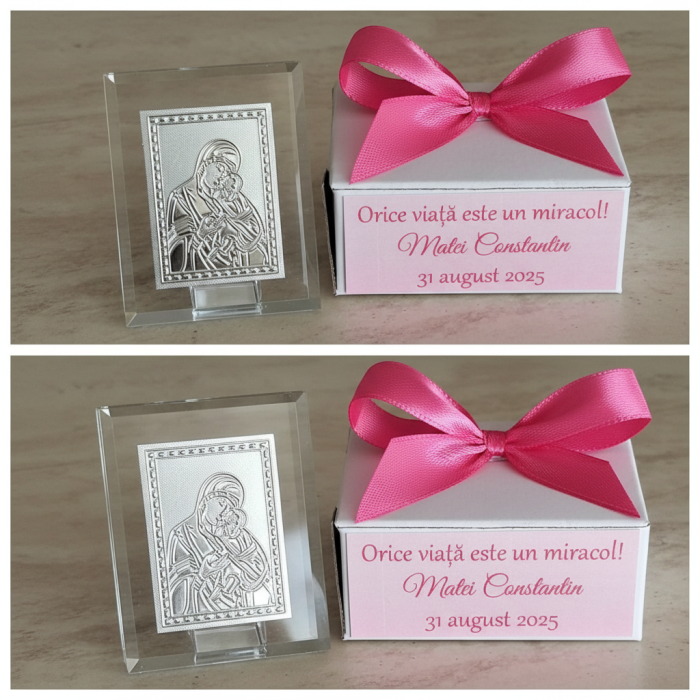 Orice viață este un miracol!
Matei Constantin
31 august 2025
Orice viață este un miracol!
Matei Constantin
31 august 2025